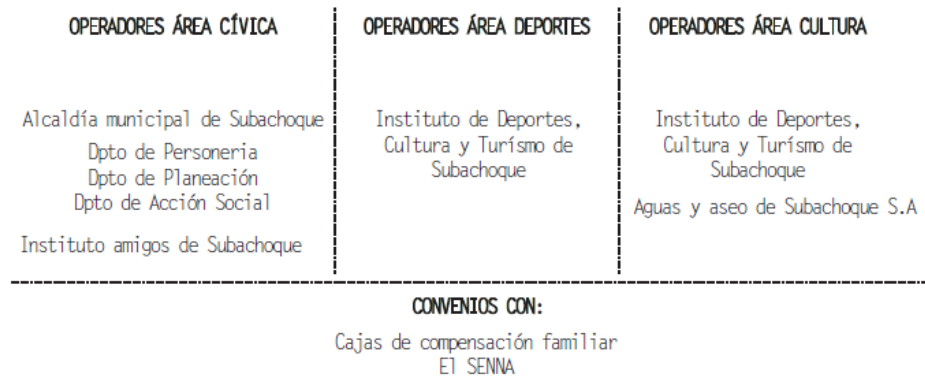 OPERADORES ÁREA CÍVICA
Alcaldía municipal de Subachoque
Dpto de Personeria
Dpto de Planeación
Dpto de Acción Social
Instituto amigos de Subachoque
OPERADORES ÁREA DEPORTES
Instituto de Deportes,
Cultura y Turísmo de
Subachoque
OPERADORES ÁREA CULTURA
Instituto de Deportes,
Cultura y Turísmo de
Subachoque
Aguas y aseo de Subachoque S.A
CONVENIOS CON:
Cajas de compensación familiar
El SENNA